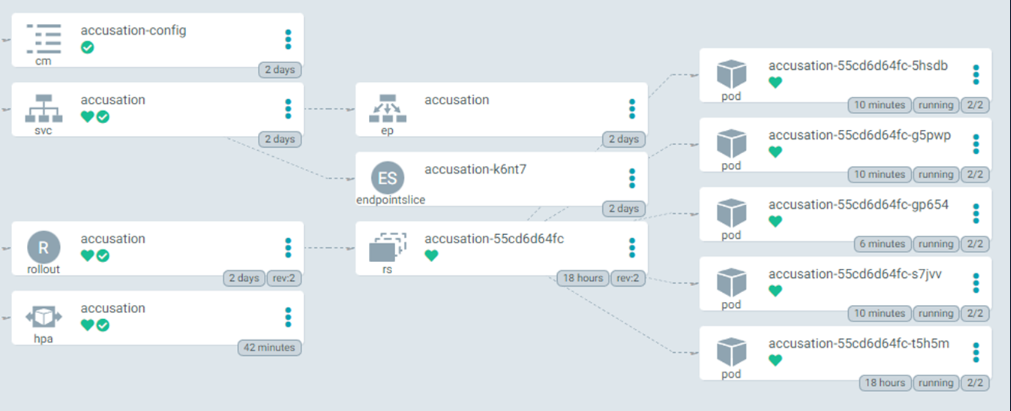 accusation-config
cm
2 days
accusation
svc
2 days
accusation
R
rollout
2 days rev:2
accusation
hpa
42 minutes
accusation
ep
2 days
accusation-k6nt7
ES
endpointslice
2 days
accusation-55cd6d64fc
rs
18 hours rev:2
accusation-55cd6d64fc-5hsdb
pod
10 minutes running 2/2
accusation-55cd6d64fc-g5pwp
pod
10 minutes running 2/2
accusation-55cd6d64fc-gp654
pod
6 minutes running 2/2
accusation-55cd6d64fc-s7jvv
pod
10 minutes running 2/2
accusation-55cd6d64fc-t5h5m
pod
18 hours running 2/2